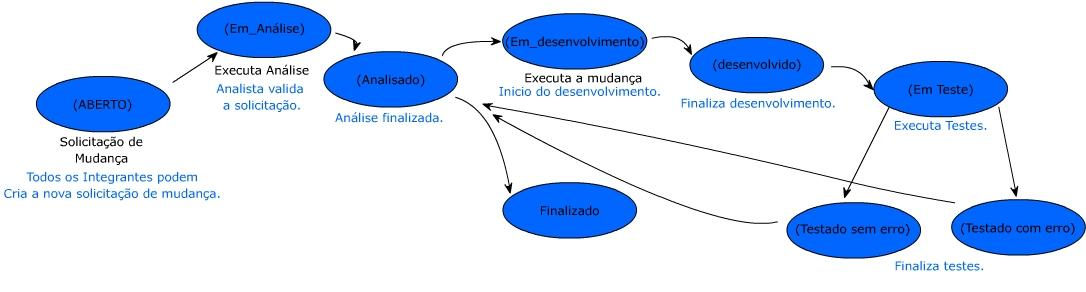 (ABERTO)
Solicitação de
Mudança
Todos os Integrantes podem
Cria a nova solicitação de mudança.
(Em_Análise)
Executa Análise
Analista valida
a solicitação.
(Analisado)
Análise finalizada.
(Em_desenvolvimento)
Executa a mudança
Inicio do desenvolvimento.
(desenvolvido)
Finaliza desenvolvimento.
(Em Teste)
Executa Testes.
Finalizado
(Testado sem erro)
(Testado com erro)
Finaliza testes.